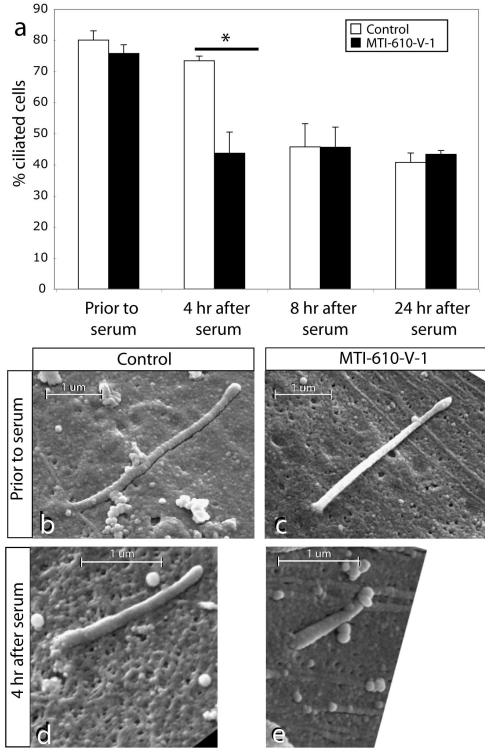 a
90
80
70
60
50
40
30
20
10
0
% ciliated cells
*
Control
MTI-610-V-1
Prior to
serum
4 hr after
serum
8 hr after
serum
24 hr after
serum
Control
MTI-610-V-1
Prior to serum
1 um
b
1 um
c
4 hr after serum
1 um
d
1 um
e